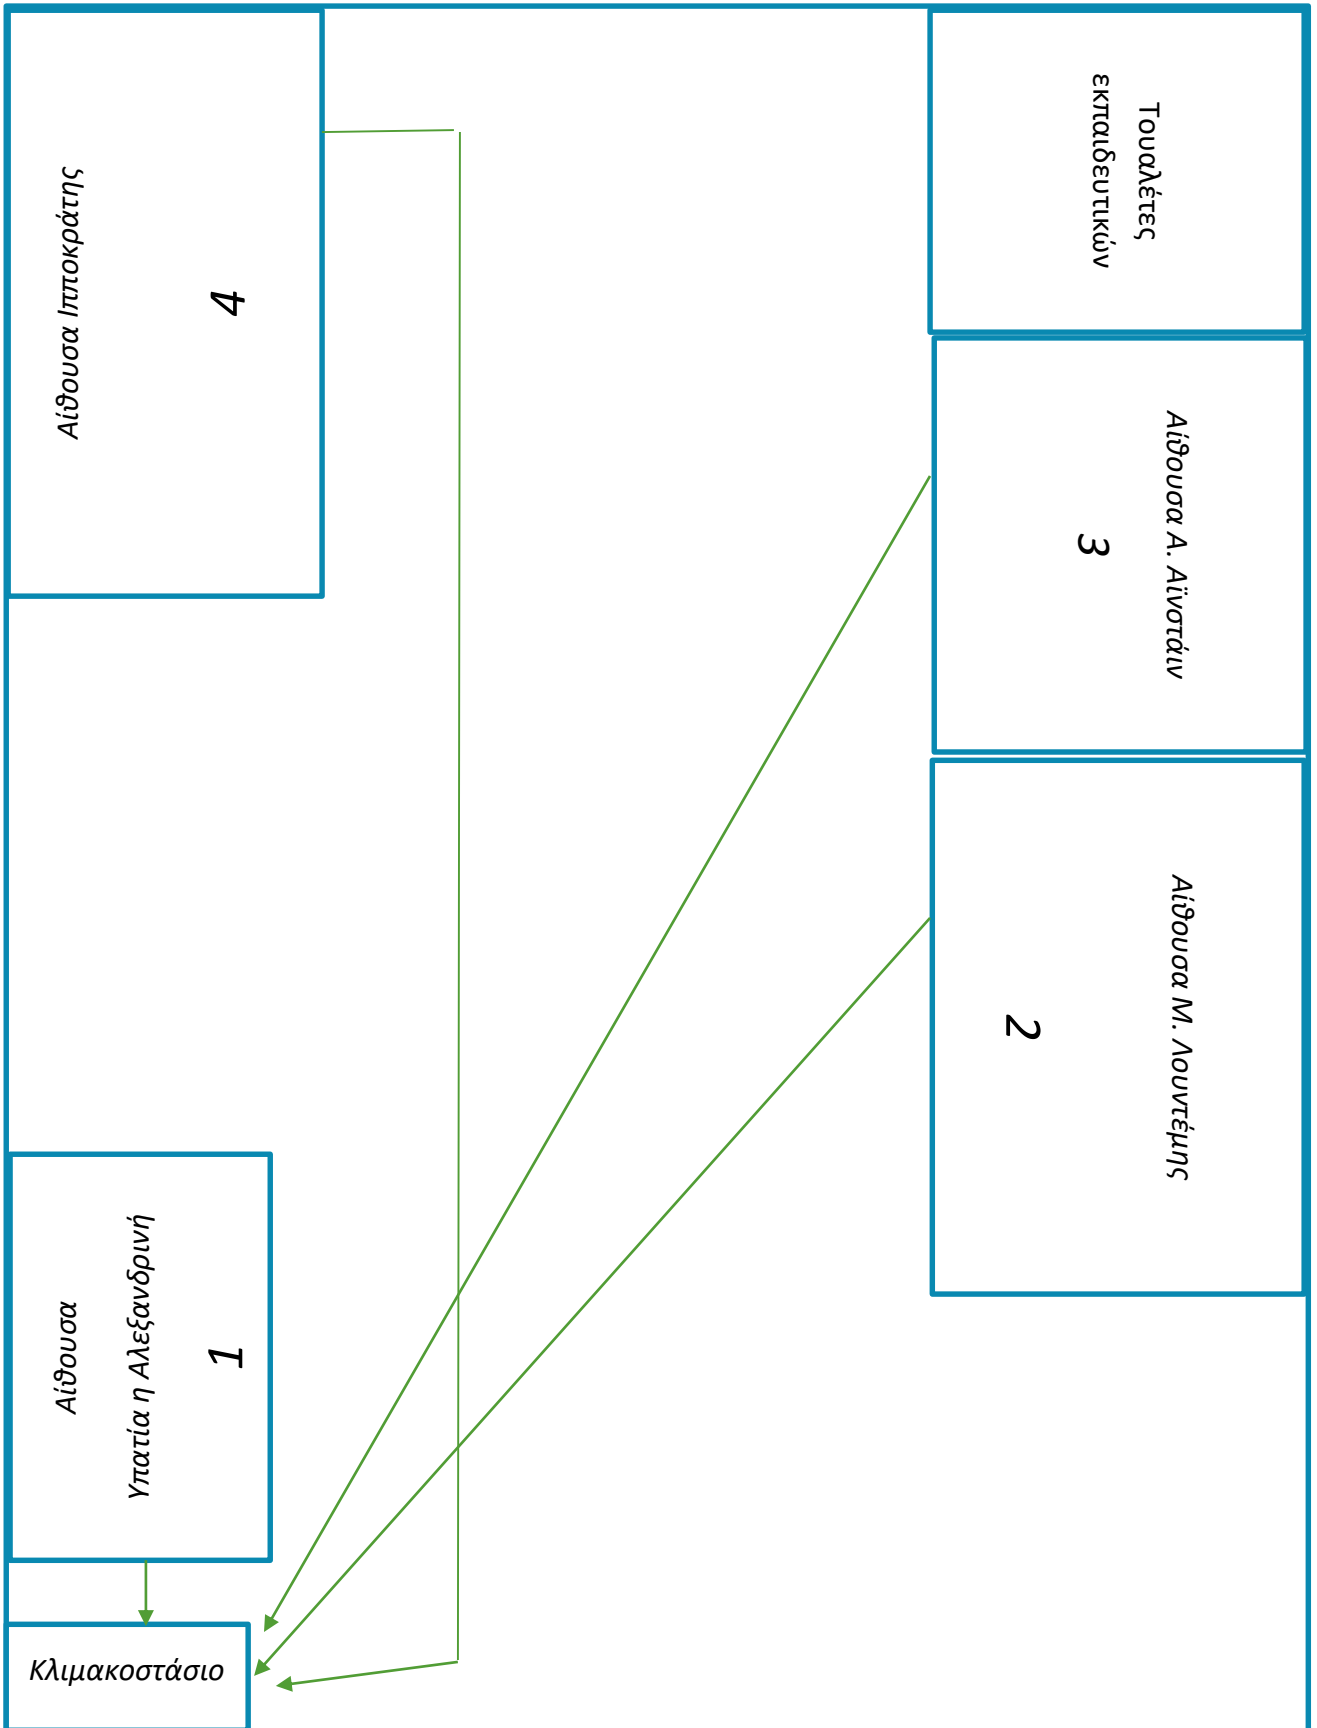 Αίθουσα Ιπποκράτης
4
Τουαλέτες
εκπαιδευτικών
Αίθουσα Α. Αϊνστάιν
3
Αίθουσα Μ. Λουντέμης
2
Αίθουσα
Υπατία η Αλεξανδρινή
1
Κλιμακοστάσιο